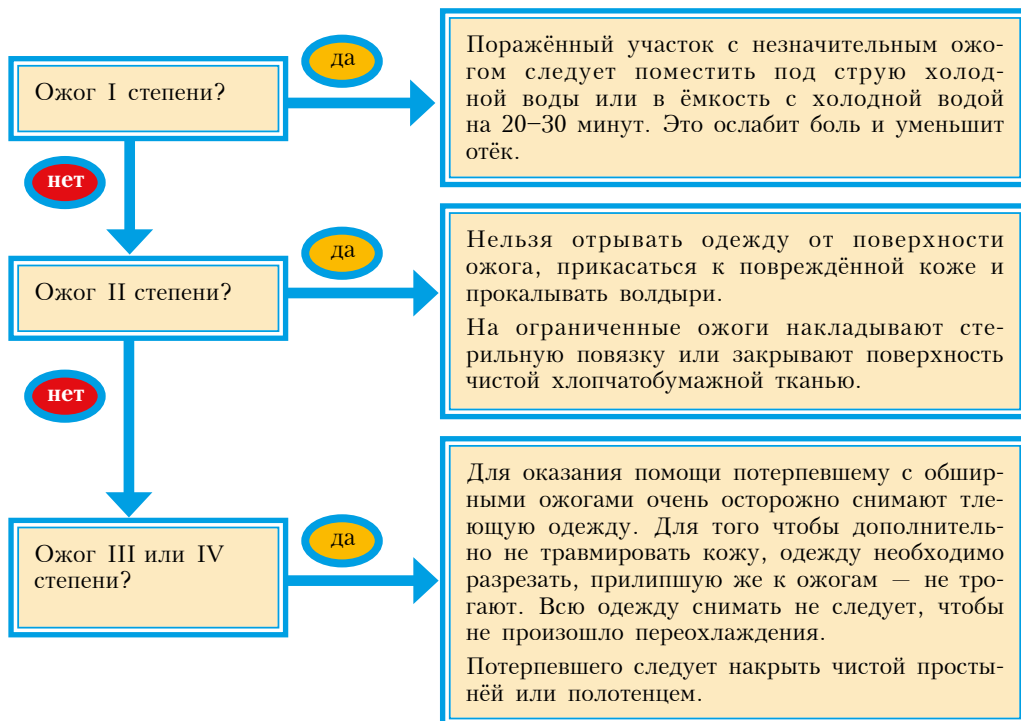 Ожог I степени?
да
Поражённый участок с незначительным ожо-
гом следует поместить под струю холод-
ной воды или в ёмкость с холодной водой
на 20–30 минут. Это ослабит боль и уменьшит
отёк.
нет
Ожог II степени?
да
Нельзя отрывать одежду от поверхности
ожога, прикасаться к повреждённой коже и
прокалывать волдыри.
На ограниченные ожоги накладывают сте-
рильную повязку или закрывают поверхность
чистой хлопчатобумажной тканью.
нет
Ожог III или IV
степени?
да
Для оказания помощи потерпевшему с обшир-
ными ожогами очень осторожно снимают тле-
ющую одежду. Для того чтобы дополнитель-
но не травмировать кожу, одежду необходимо
разрезать, прилипшую же к ожогам — не тро-
гают. Всю одежду снимать не следует, чтобы
не произошло переохлаждения.
Потерпевшего следует накрыть чистой просты-
нёй или полотенцем.